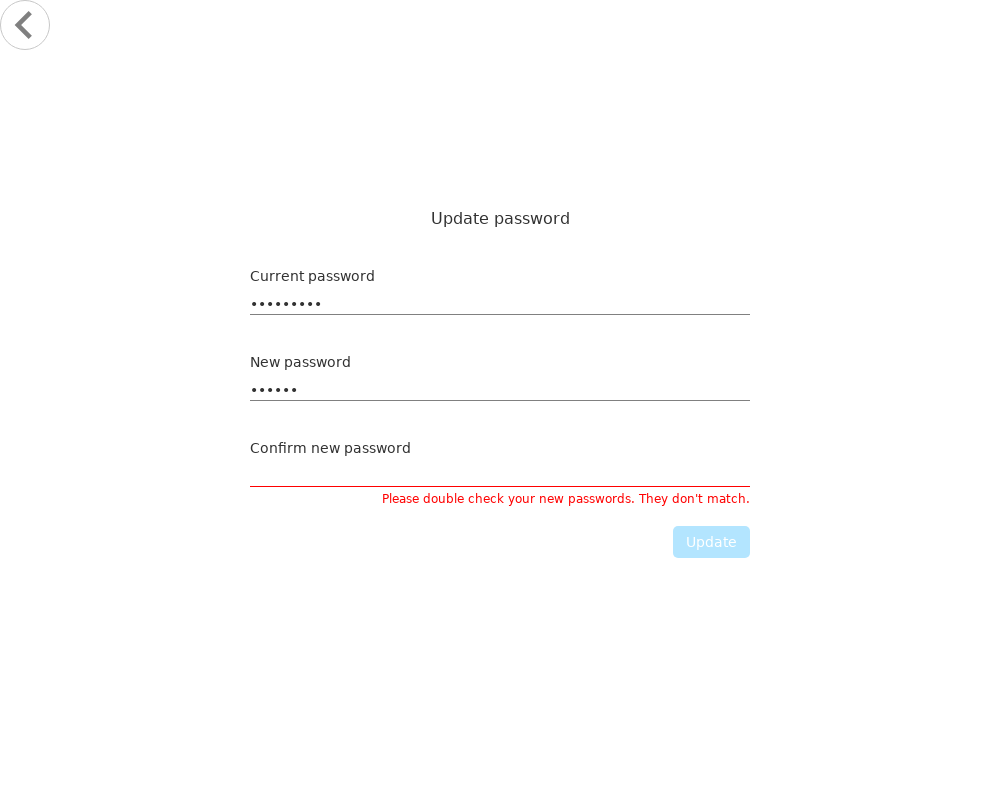 Update password
Current password
•••••••••
New password
••••••
Confirm new password
Please double check your new passwords. They don't match.
Update